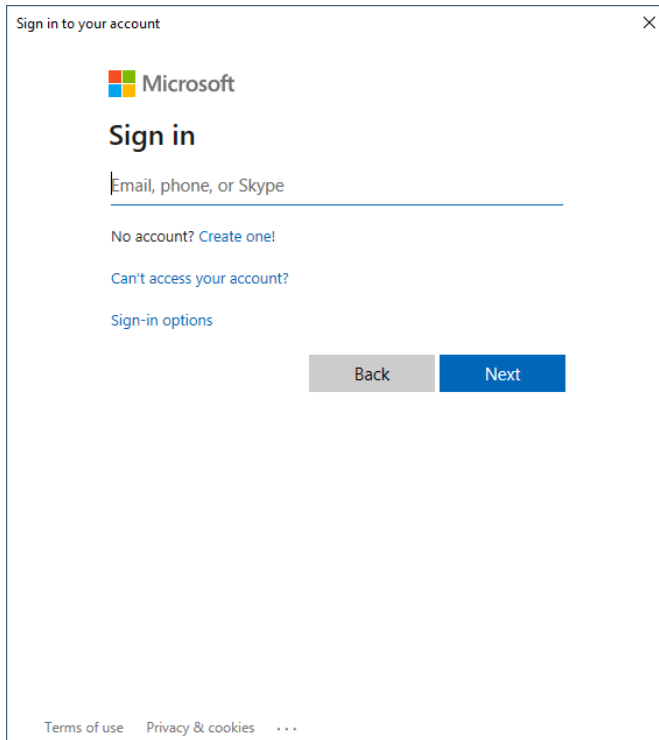 Sign in to your account
Microsoft
Sign in
Email, phone, or Skype
No account? Create one!
Can't access your account?
Sign-in options
Back Next
Terms of use Privacy & cookies ...